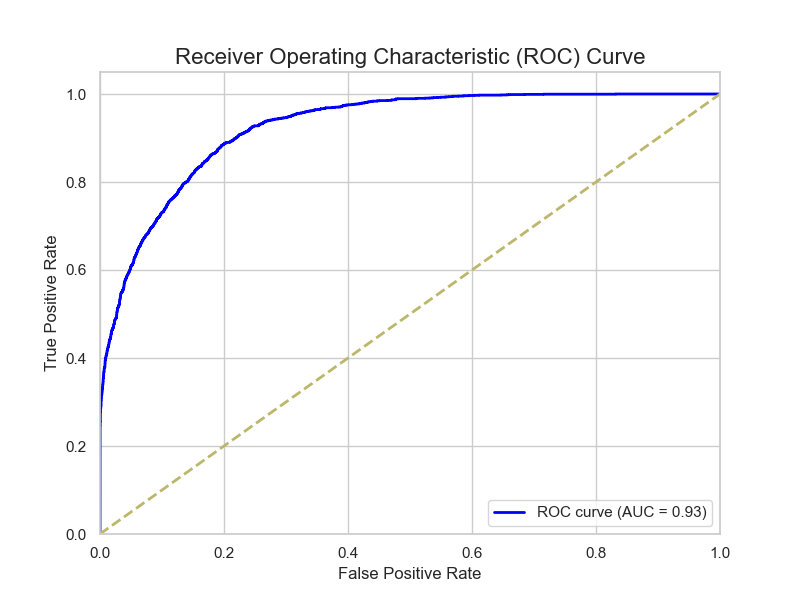 Receiver Operating Characteristic (ROC) Curve
True Positive Rate
1.0
0.8
0.6
0.4
0.2
0.0
ROC curve (AUC = 0.93)
0.0 0.2 0.4 0.6 0.8 1.0
False Positive Rate